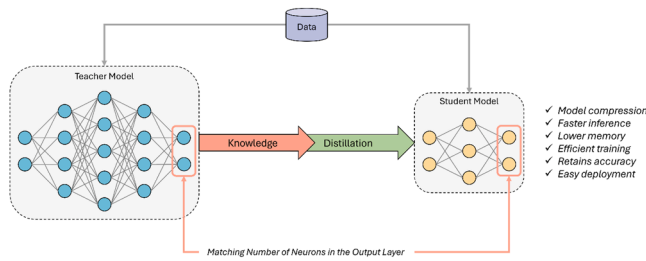 Data
Teacher Model
Student Model
Knowledge
Distillation
✓ Model compression
✓ Faster inference
✓ Lower memory
✓ Efficient training
✓ Retains accuracy
✓ Easy deployment
Matching Number of Neurons in the Output Layer